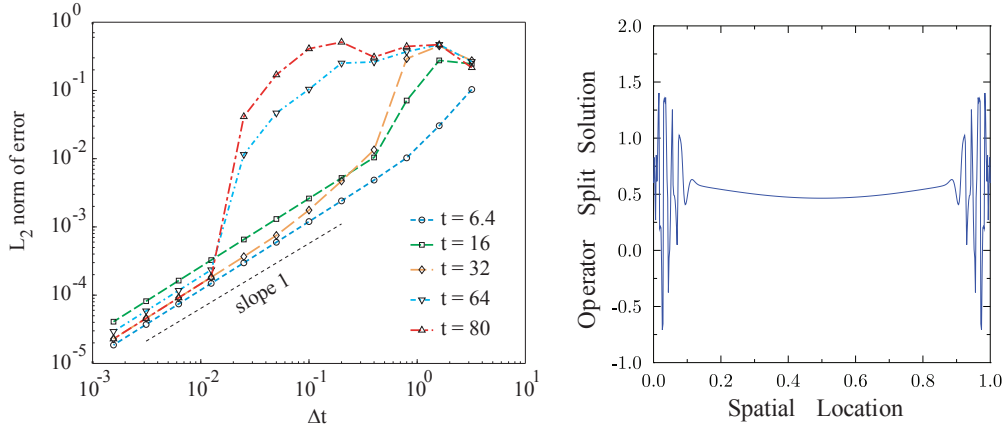 10^0
10^-1
10^-2
10^-3
10^-4
10^-5
L_2 norm of error
10^-3
10^-2
10^-1
10^0
10^1
Δt
slope 1
t = 6.4
t = 16
t = 32
t = 64
t = 80
2.0
1.5
1.0
0.5
0.0
-0.5
-1.0
Operator Split Solution
0.0
0.2
0.4
0.6
0.8
1.0
Spatial Location